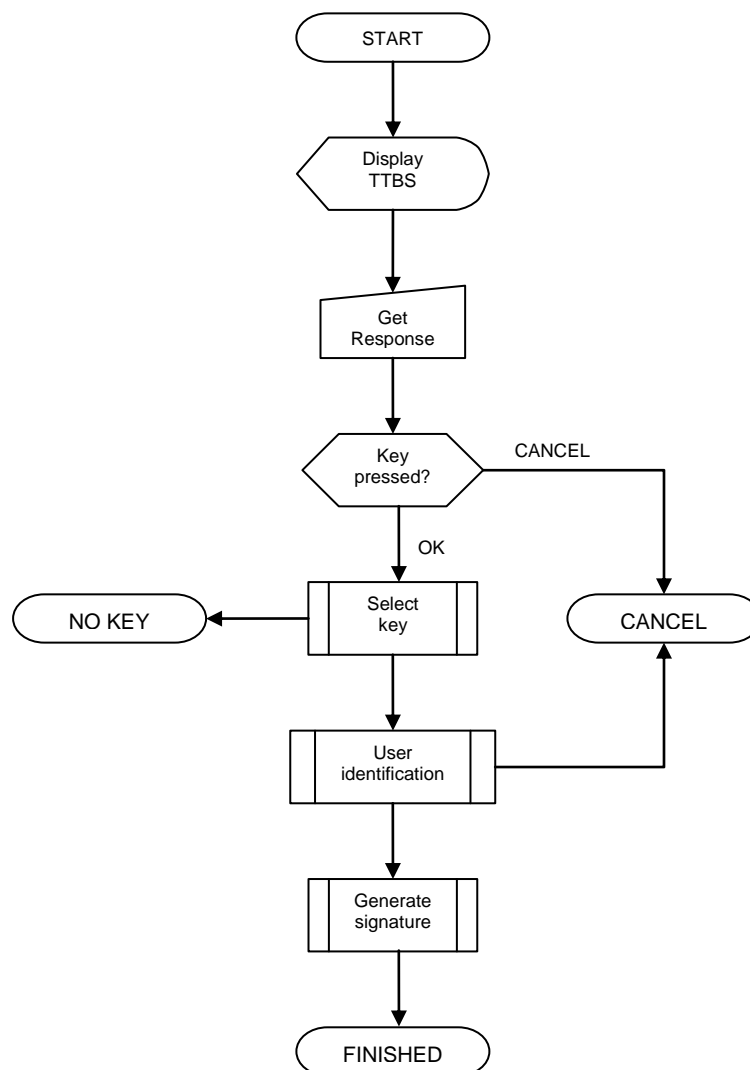 START
Display
TTBS
Get
Response
Key
pressed?
CANCEL
OK
Select
key
NO KEY
CANCEL
User
identification
Generate
signature
FINISHED